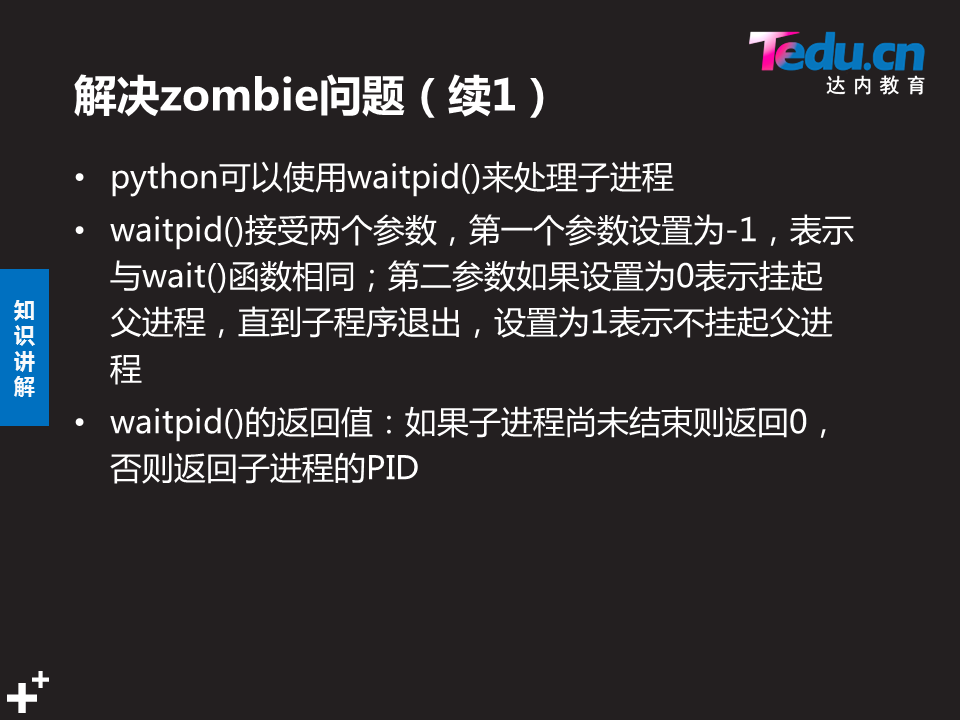 Tedu.cn
达内教育
解决zombie问题（续1）
• python可以使用waitpid()来处理子进程
• waitpid()接受两个参数，第一个参数设置为-1，表示
与wait()函数相同；第二参数如果设置为0表示挂起
父进程，直到子程序退出，设置为1表示不挂起父进
程
• waitpid()的返回值：如果子进程尚未结束则返回0，
否则返回子进程的PID
知
识
讲
解